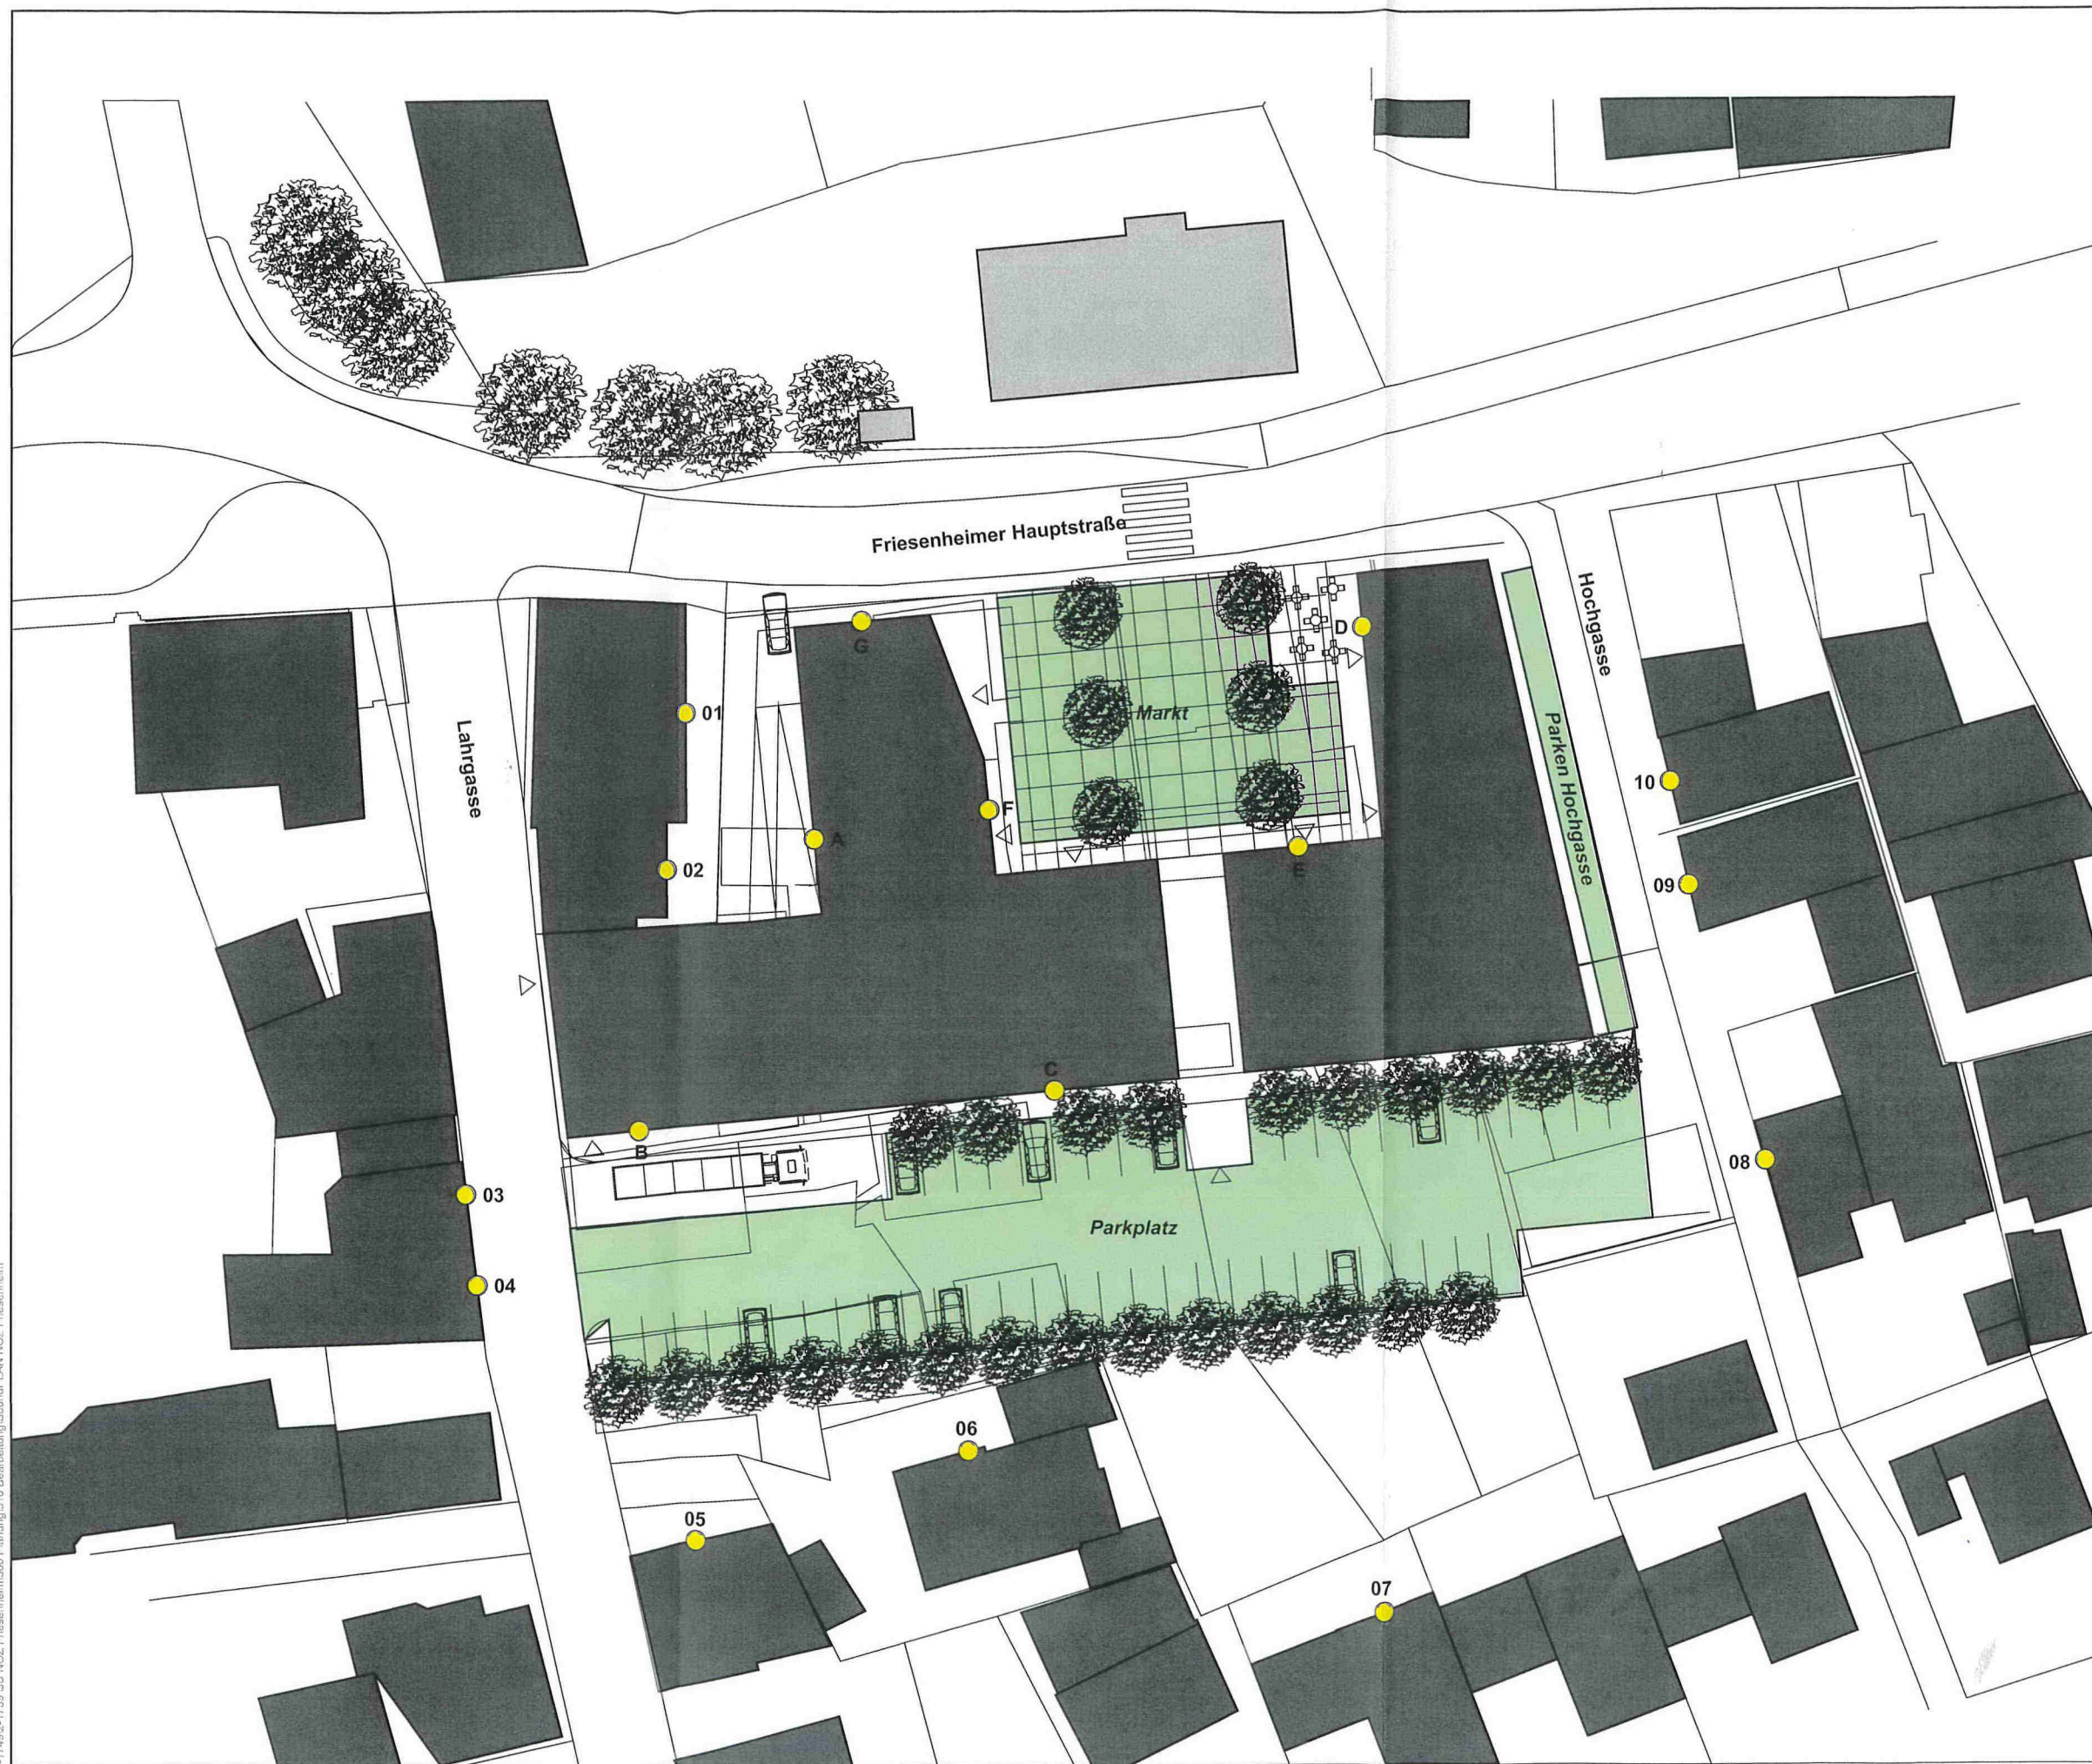 Friesenheimer Hauptstraße
Hochgasse
D
G
01
Lahrgasse
Markt
Parken Hochgasse
10
F
A
E
02
09
C
B
08
03
Parkplatz
04
06
05
07